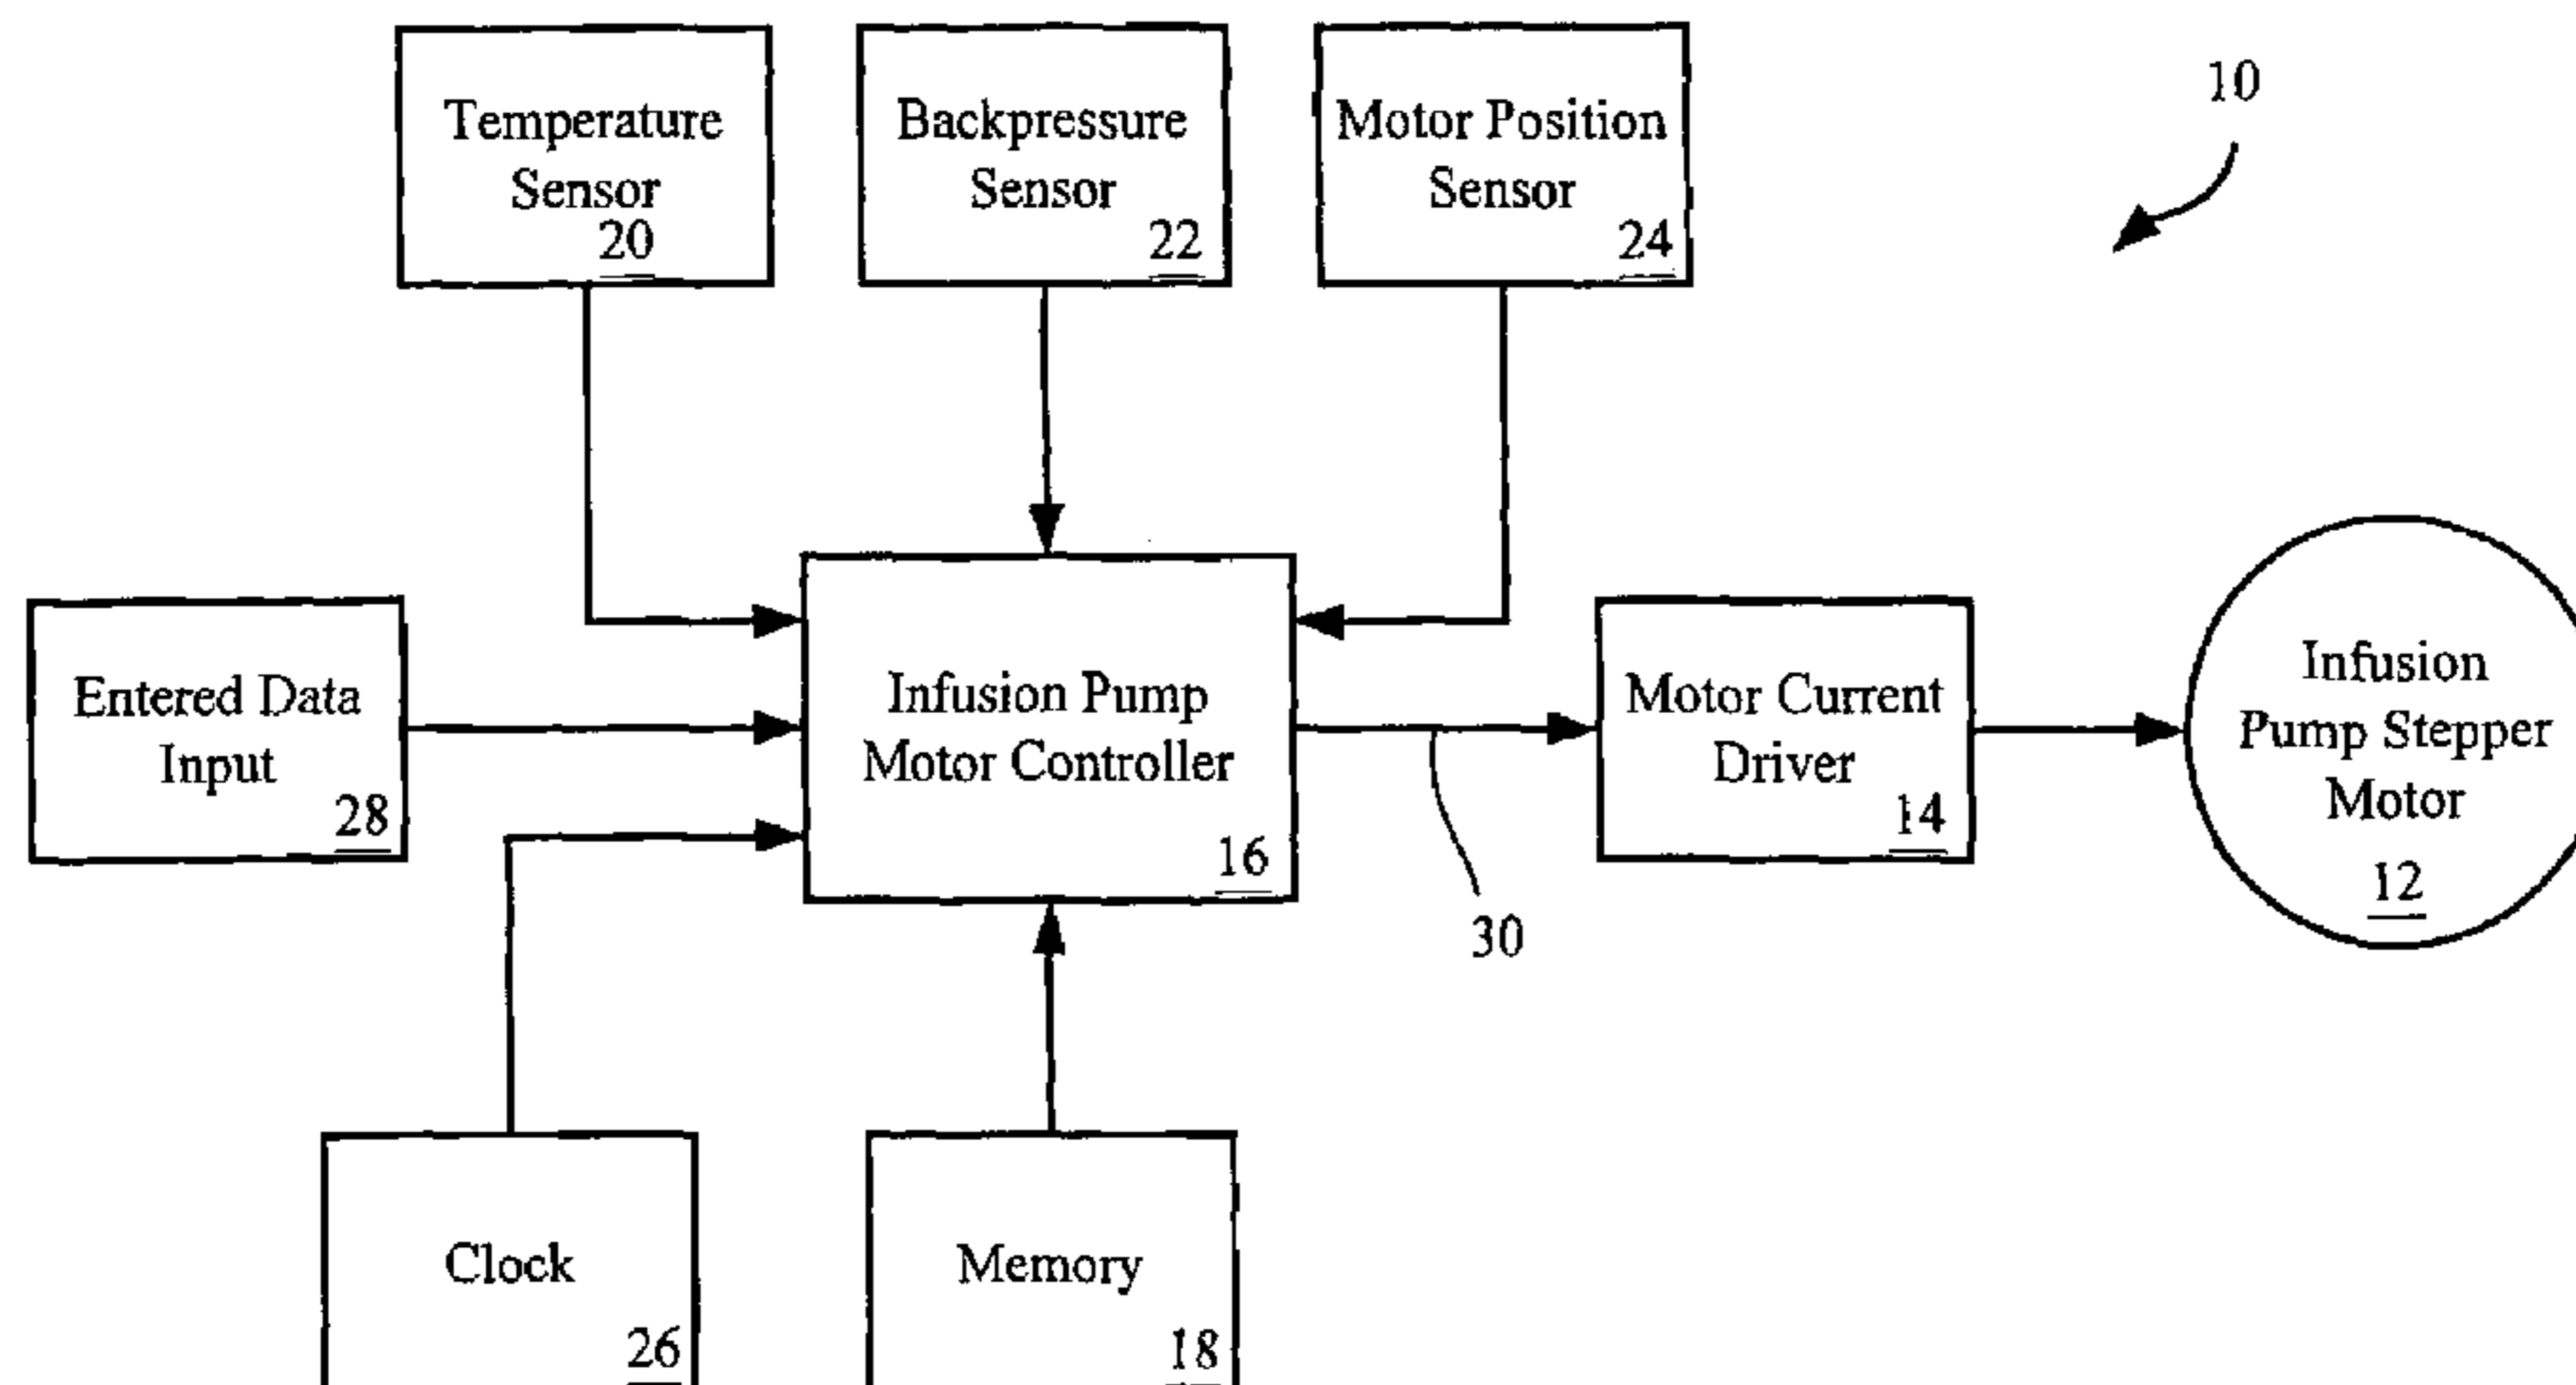 Temperature
Sensor
20
Backpressure
Sensor
22
Motor Position
Sensor
24
10
Entered Data
Input
28
Infusion Pump
Motor Controller
16
30
Motor Current
Driver
14
Infusion
Pump Stepper
Motor
12
Clock
26
Memory
18